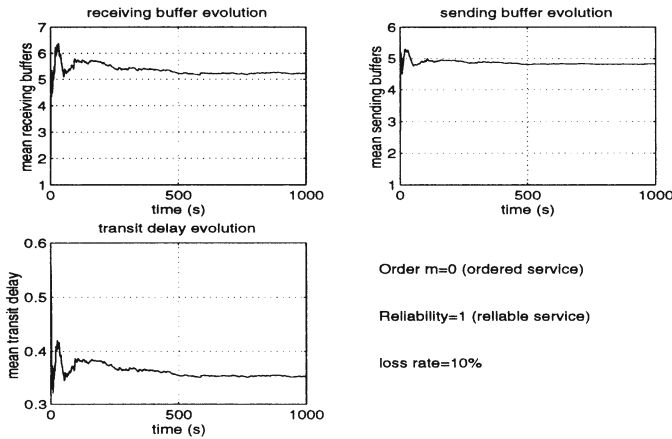 receiving buffer evolution
mean receiving buffers
7
6
5
4
3
2
1
0
500
1000
time (s)
sending buffer evolution
mean sending buffers
6
5
4
3
2
1
0
500
1000
time (s)
transit delay evolution
mean transit delay
0.6
0.5
0.4
0.3
0
500
1000
time (s)
Order m=0 (ordered service)
Reliability=1 (reliable service)
loss rate=10%